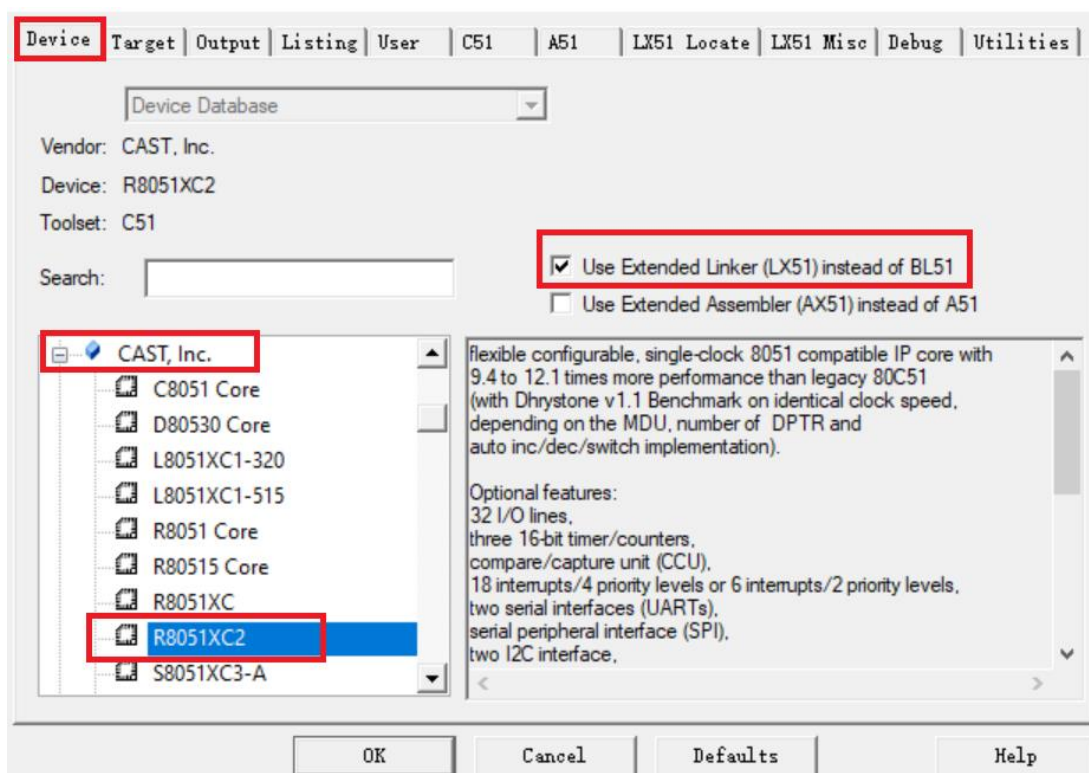 Device Target Output Listing User C51 A51 LX51 Locate LX51 Misc Debug Utilities
Device Database
Vendor: CAST, Inc.
Device: R8051XC2
Toolset: C51
Search:
Use Extended Linker (LX51) instead of BL51
Use Extended Assembler (AX51) instead of A51
CAST, Inc.
C8051 Core
D80530 Core
L8051XC1-320
L8051XC1-515
R8051 Core
R80515 Core
R8051XC
R8051XC2
S8051XC3-A
flexible configurable, single-clock 8051 compatible IP core with
9.4 to 12.1 times more performance than legacy 80C51
(with Dhrystone v1.1 Benchmark on identical clock speed,
depending on the MDU, number of DPTR and
auto inc/dec/switch implementation).
Optional features:
32 I/O lines,
three 16-bit timer/counters,
compare/capture unit (CCU),
18 interrupts/4 priority levels or 6 interrupts/2 priority levels,
two serial interfaces (UARTs),
serial peripheral interface (SPI),
two I2C interface,
OK Cancel Defaults Help